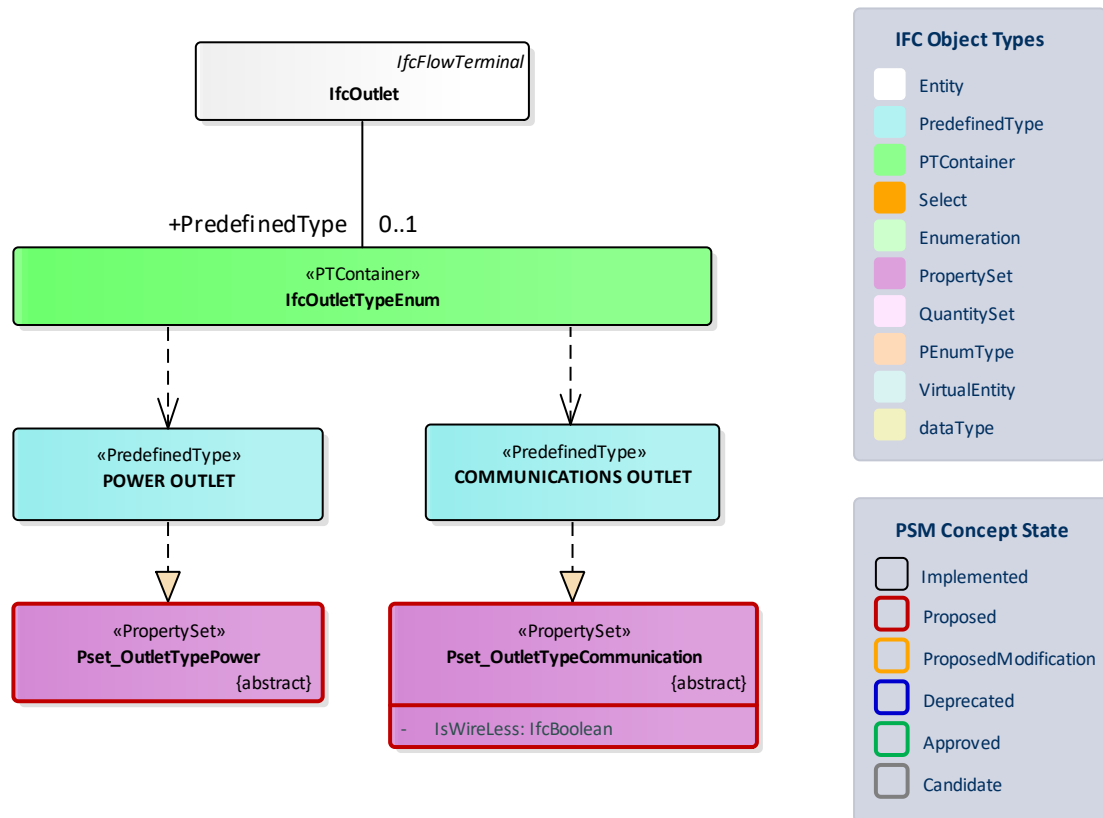 IfcFlowTerminal
IfcOutlet
+PredefinedType 0..1
«PTContainer»
IfcOutletTypeEnum
«PredefinedType»
POWER OUTLET
«PredefinedType»
COMMUNICATIONS OUTLET
«PropertySet»
Pset_OutletTypePower
{abstract}
«PropertySet»
Pset_OutletTypeCommunication
{abstract}
- IsWireLess: IfcBoolean
IFC Object Types
Entity
PredefinedType
PTContainer
Select
Enumeration
PropertySet
QuantitySet
PEnumType
VirtualEntity
dataType
PSM Concept State
Implemented
Proposed
ProposedModification
Deprecated
Approved
Candidate